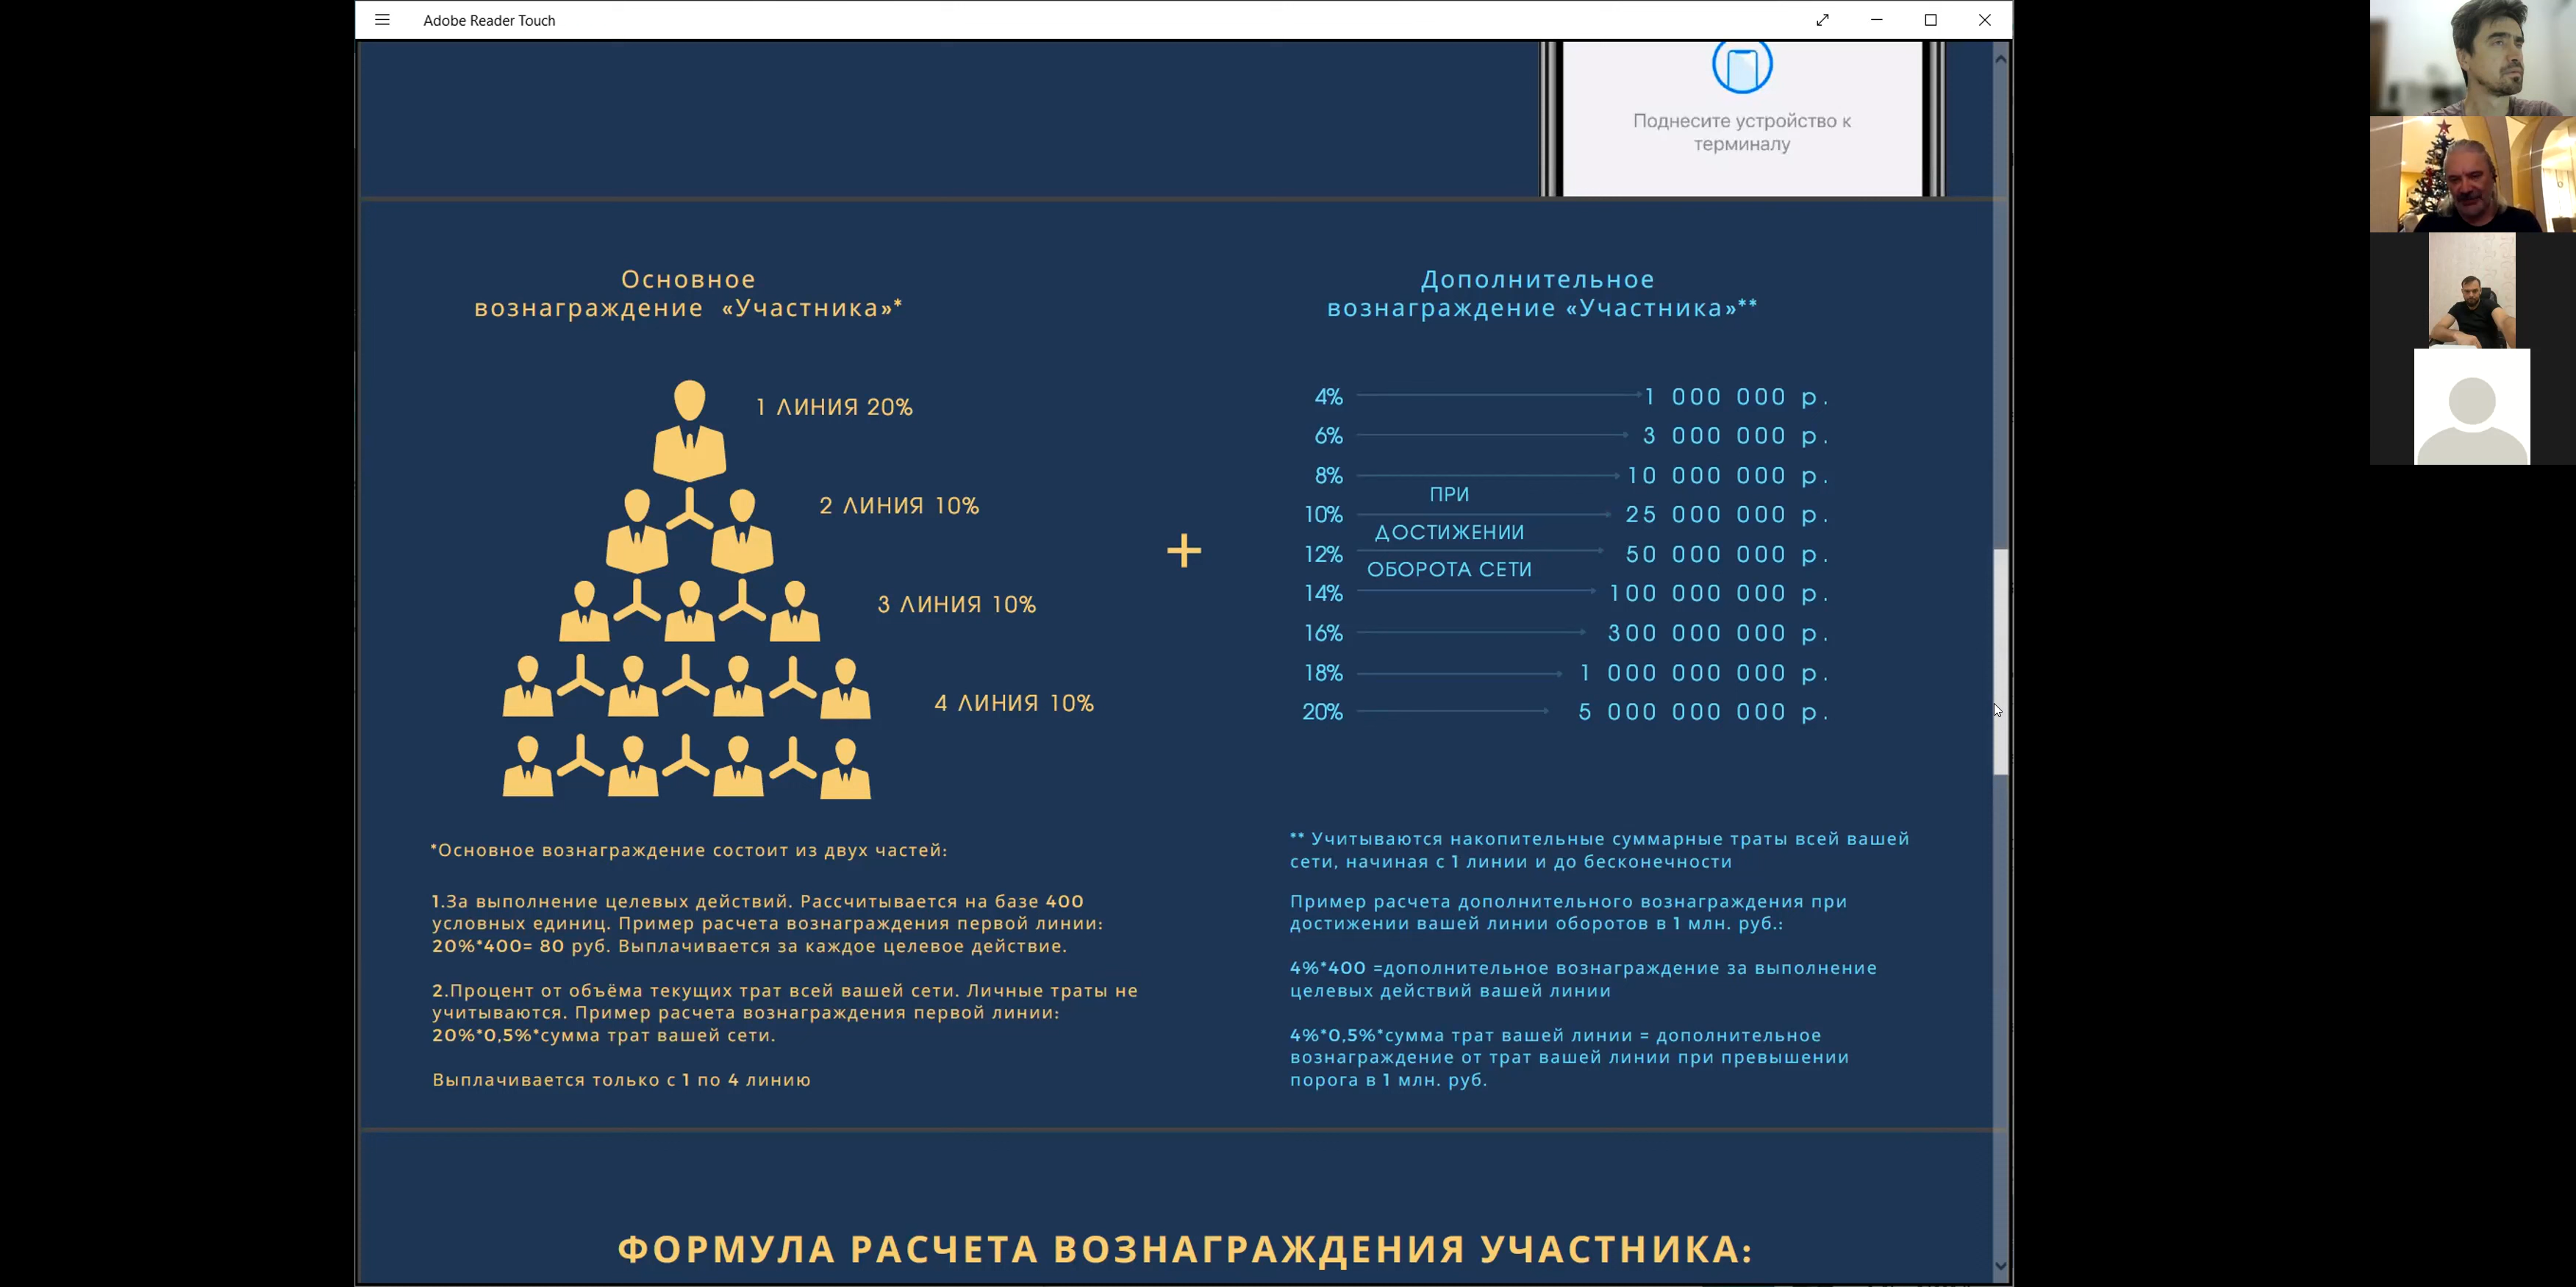 Adobe Reader Touch
Поднесите устройство к
терминалу
Основное
вознаграждение «Участника»*
1 ЛИНИЯ 20%
2 ЛИНИЯ 10%
3 ЛИНИЯ 10%
4 ЛИНИЯ 10%
+
Дополнительное
вознаграждение «Участника»**
4% 1 000 000 р.
6% 3 000 000 р.
8% 10 000 000 р.
ПРИ
10% 25 000 000 р.
ДОСТИЖЕНИИ
12% 50 000 000 р.
ОБОРОТА СЕТИ
14% 100 000 000 р.
16% 300 000 000 р.
18% 1 000 000 000 р.
20% 5 000 000 000 р.
*Основное вознаграждение состоит из двух частей:
1.За выполнение целевых действий. Рассчитывается на базе 400
условных единиц. Пример расчета вознаграждения первой линии:
20%*400= 80 руб. Выплачивается за каждое целевое действие.
2.Процент от объёма текущих трат всей вашей сети. Личные траты не
учитываются. Пример расчета вознаграждения первой линии:
20%*0,5%*сумма трат вашей сети.
Выплачивается только с 1 по 4 линию
** Учитываются накопительные суммарные траты всей вашей
сети, начиная с 1 линии и до бесконечности
Пример расчета дополнительного вознаграждения при
достижении вашей линии оборотов в 1 млн. руб.:
4%*400 =дополнительное вознаграждение за выполнение
целевых действий вашей линии
4%*0,5%*сумма трат вашей линии = дополнительное
вознаграждение от трат вашей линии при превышении
порога в 1 млн. руб.
ФОРМУЛА РАСЧЕТА ВОЗНАГРАЖДЕНИЯ УЧАСТНИКА: